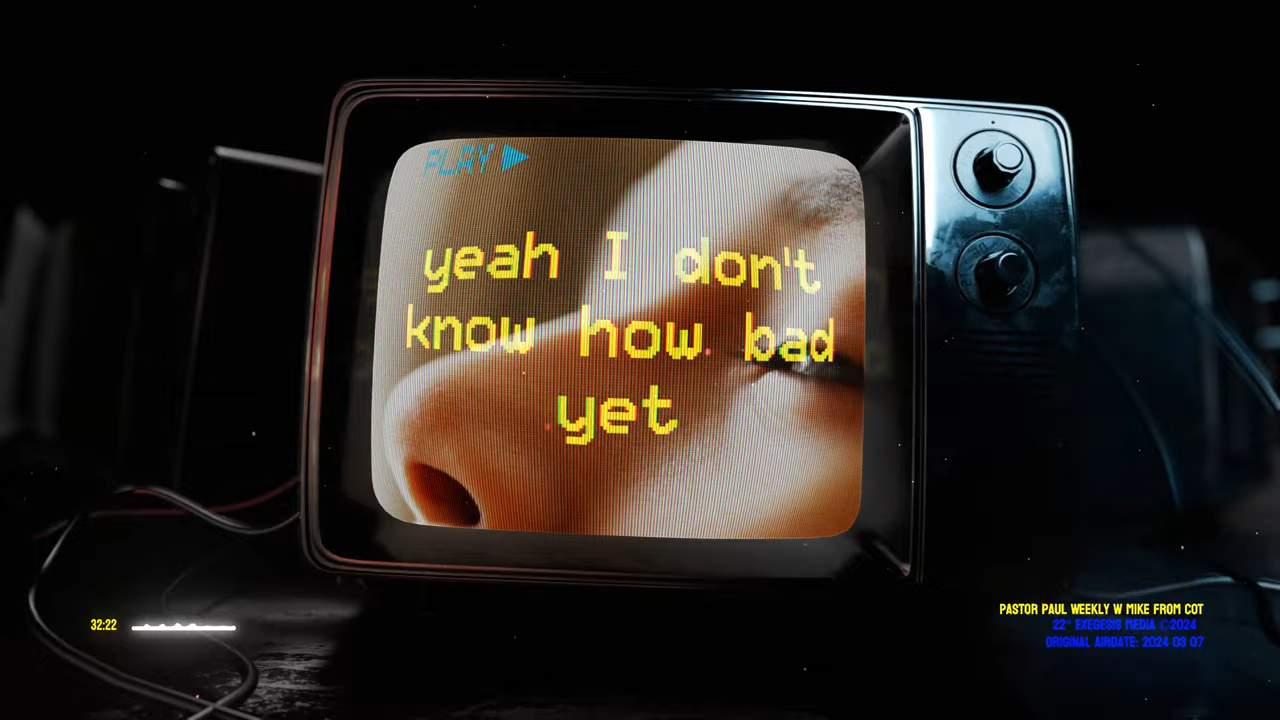 PLAY
yeah I don't
know how bad
yet
32:22
PASTOR PAUL WEEKLY W MIKE FROM COT
22° EXEGESIS MEDIA ©2024
ORIGINAL AIRDATE: 2024 03 07